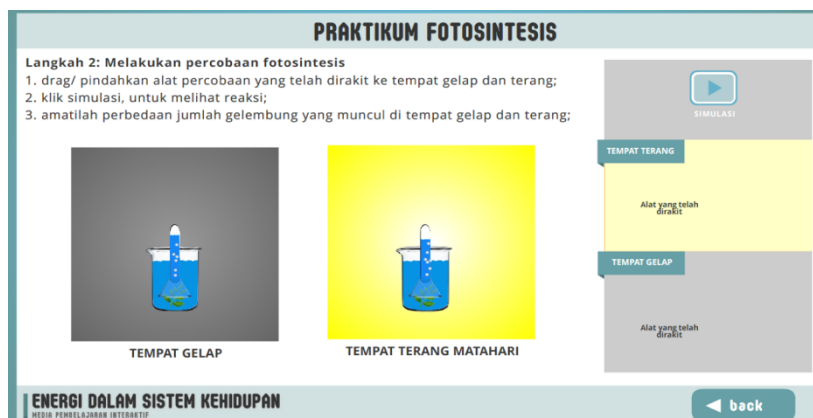 PRAKTIKUM FOTOSINTESIS
Langkah 2: Melakukan percobaan fotosintesis
1. drag/ pindahkan alat percobaan yang telah dirakit ke tempat gelap dan terang;
2. klik simulasi, untuk melihat reaksi;
3. amatilah perbedaan jumlah gelembung yang muncul di tempat gelap dan terang;
SIMULASI
TEMPAT TERANG
Alat yang telah
dirakit
TEMPAT GELAP
Alat yang telah
dirakit
TEMPAT GELAP
TEMPAT TERANG MATAHARI
ENERGI DALAM SISTEM KEHIDUPAN
MEDIA PEMBELAJARAN INTERAKTIF
back